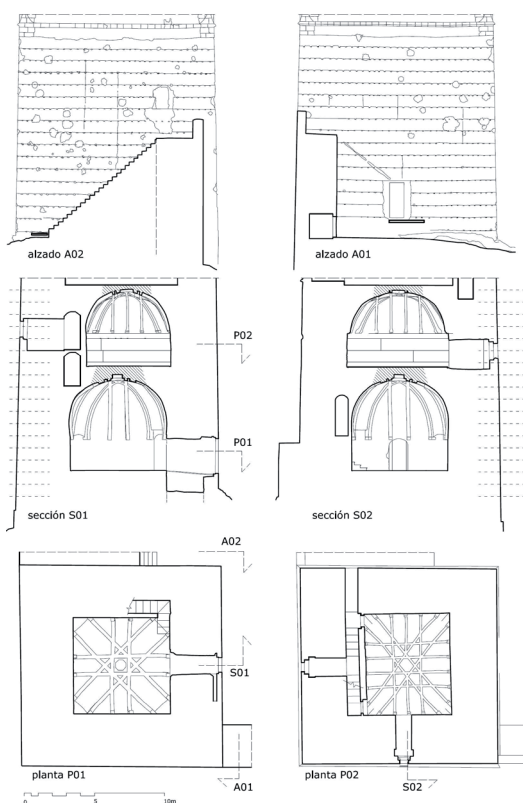 alzado A02
alzado A01
P02
P01
sección S01
sección S02
A02
S01
planta P01
A01
planta P02
S02
0 5 10m